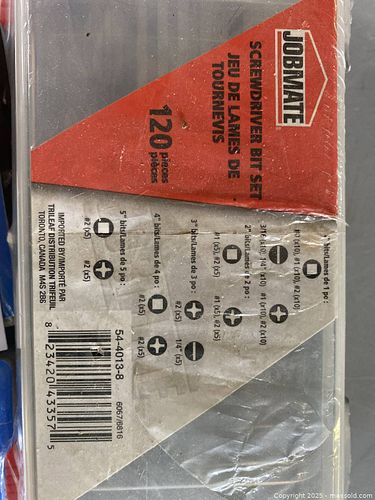 JOBMATE
SCREWDRIVER BIT SET
JEU DE LAMES DE
TOURNEVIS
120 pieces
pièces
bits/Lames de 1 po :
#0 (x10), #1 (x10), #2 (x10)
3/16 (x10), 1/4" (x10)
#1 (x10), #2 (x10)
2" bits/Lames de 2 po :
#1 (x5), #2 (x5)
#1 (x5), #2 (x5)
3" bits/Lames de 3 po :
#2 (x5)
1/4" (x5)
4" bits/Lames de 4 po :
#2 (x5)
#2 (x5)
5" bits/Lames de 5 po :
#2 (x5)
#2 (x5)
IMPORTED BY/IMPORTÉ PAR
TRILEAF DISTRIBUTION TRIFEUIL
TORONTO, CANADA M4S 2B8
54-4013-8
6067/6816
8 23420 43357 5
Copyright 2025 - maxsold.com